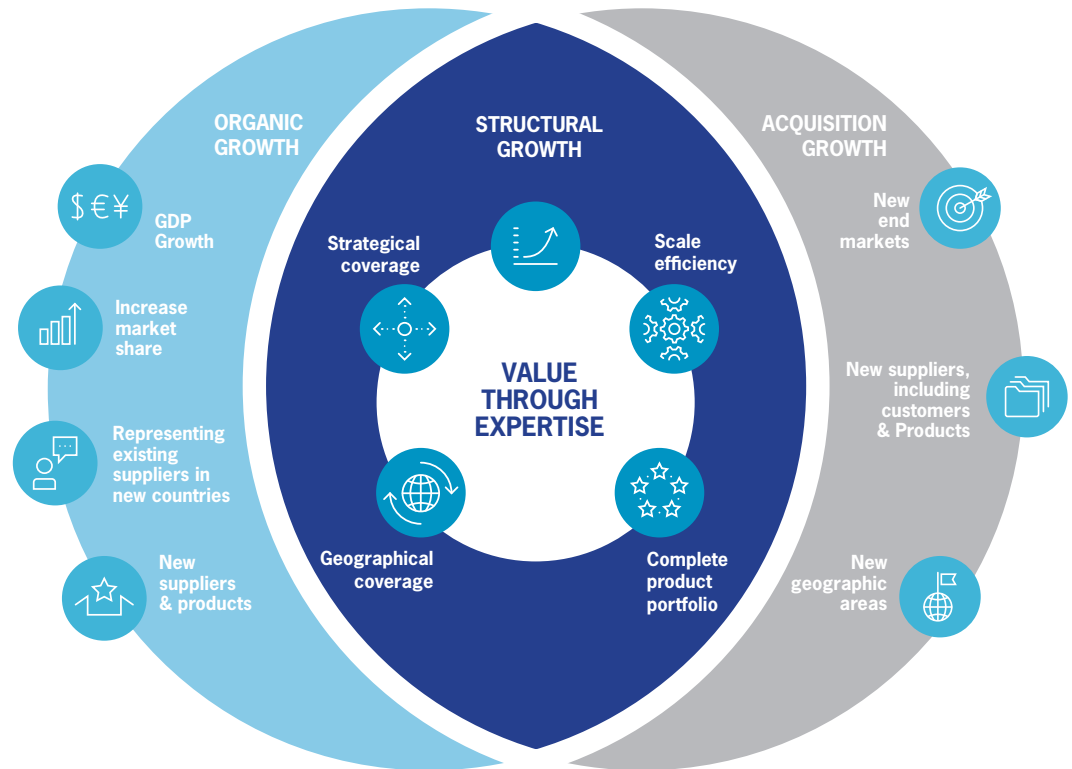 ORGANIC
GROWTH
$€¥
GDP
Growth
Increase
market
share
Representing
existing
suppliers in
new countries
New
suppliers
& products
STRUCTURAL
GROWTH
Strategical
coverage
Scale
efficiency
VALUE
THROUGH
EXPERTISE
Geographical
coverage
Complete
product
portfolio
ACQUISITION
GROWTH
New
end
markets
New suppliers,
including
customers
& Products
New
geographic
areas